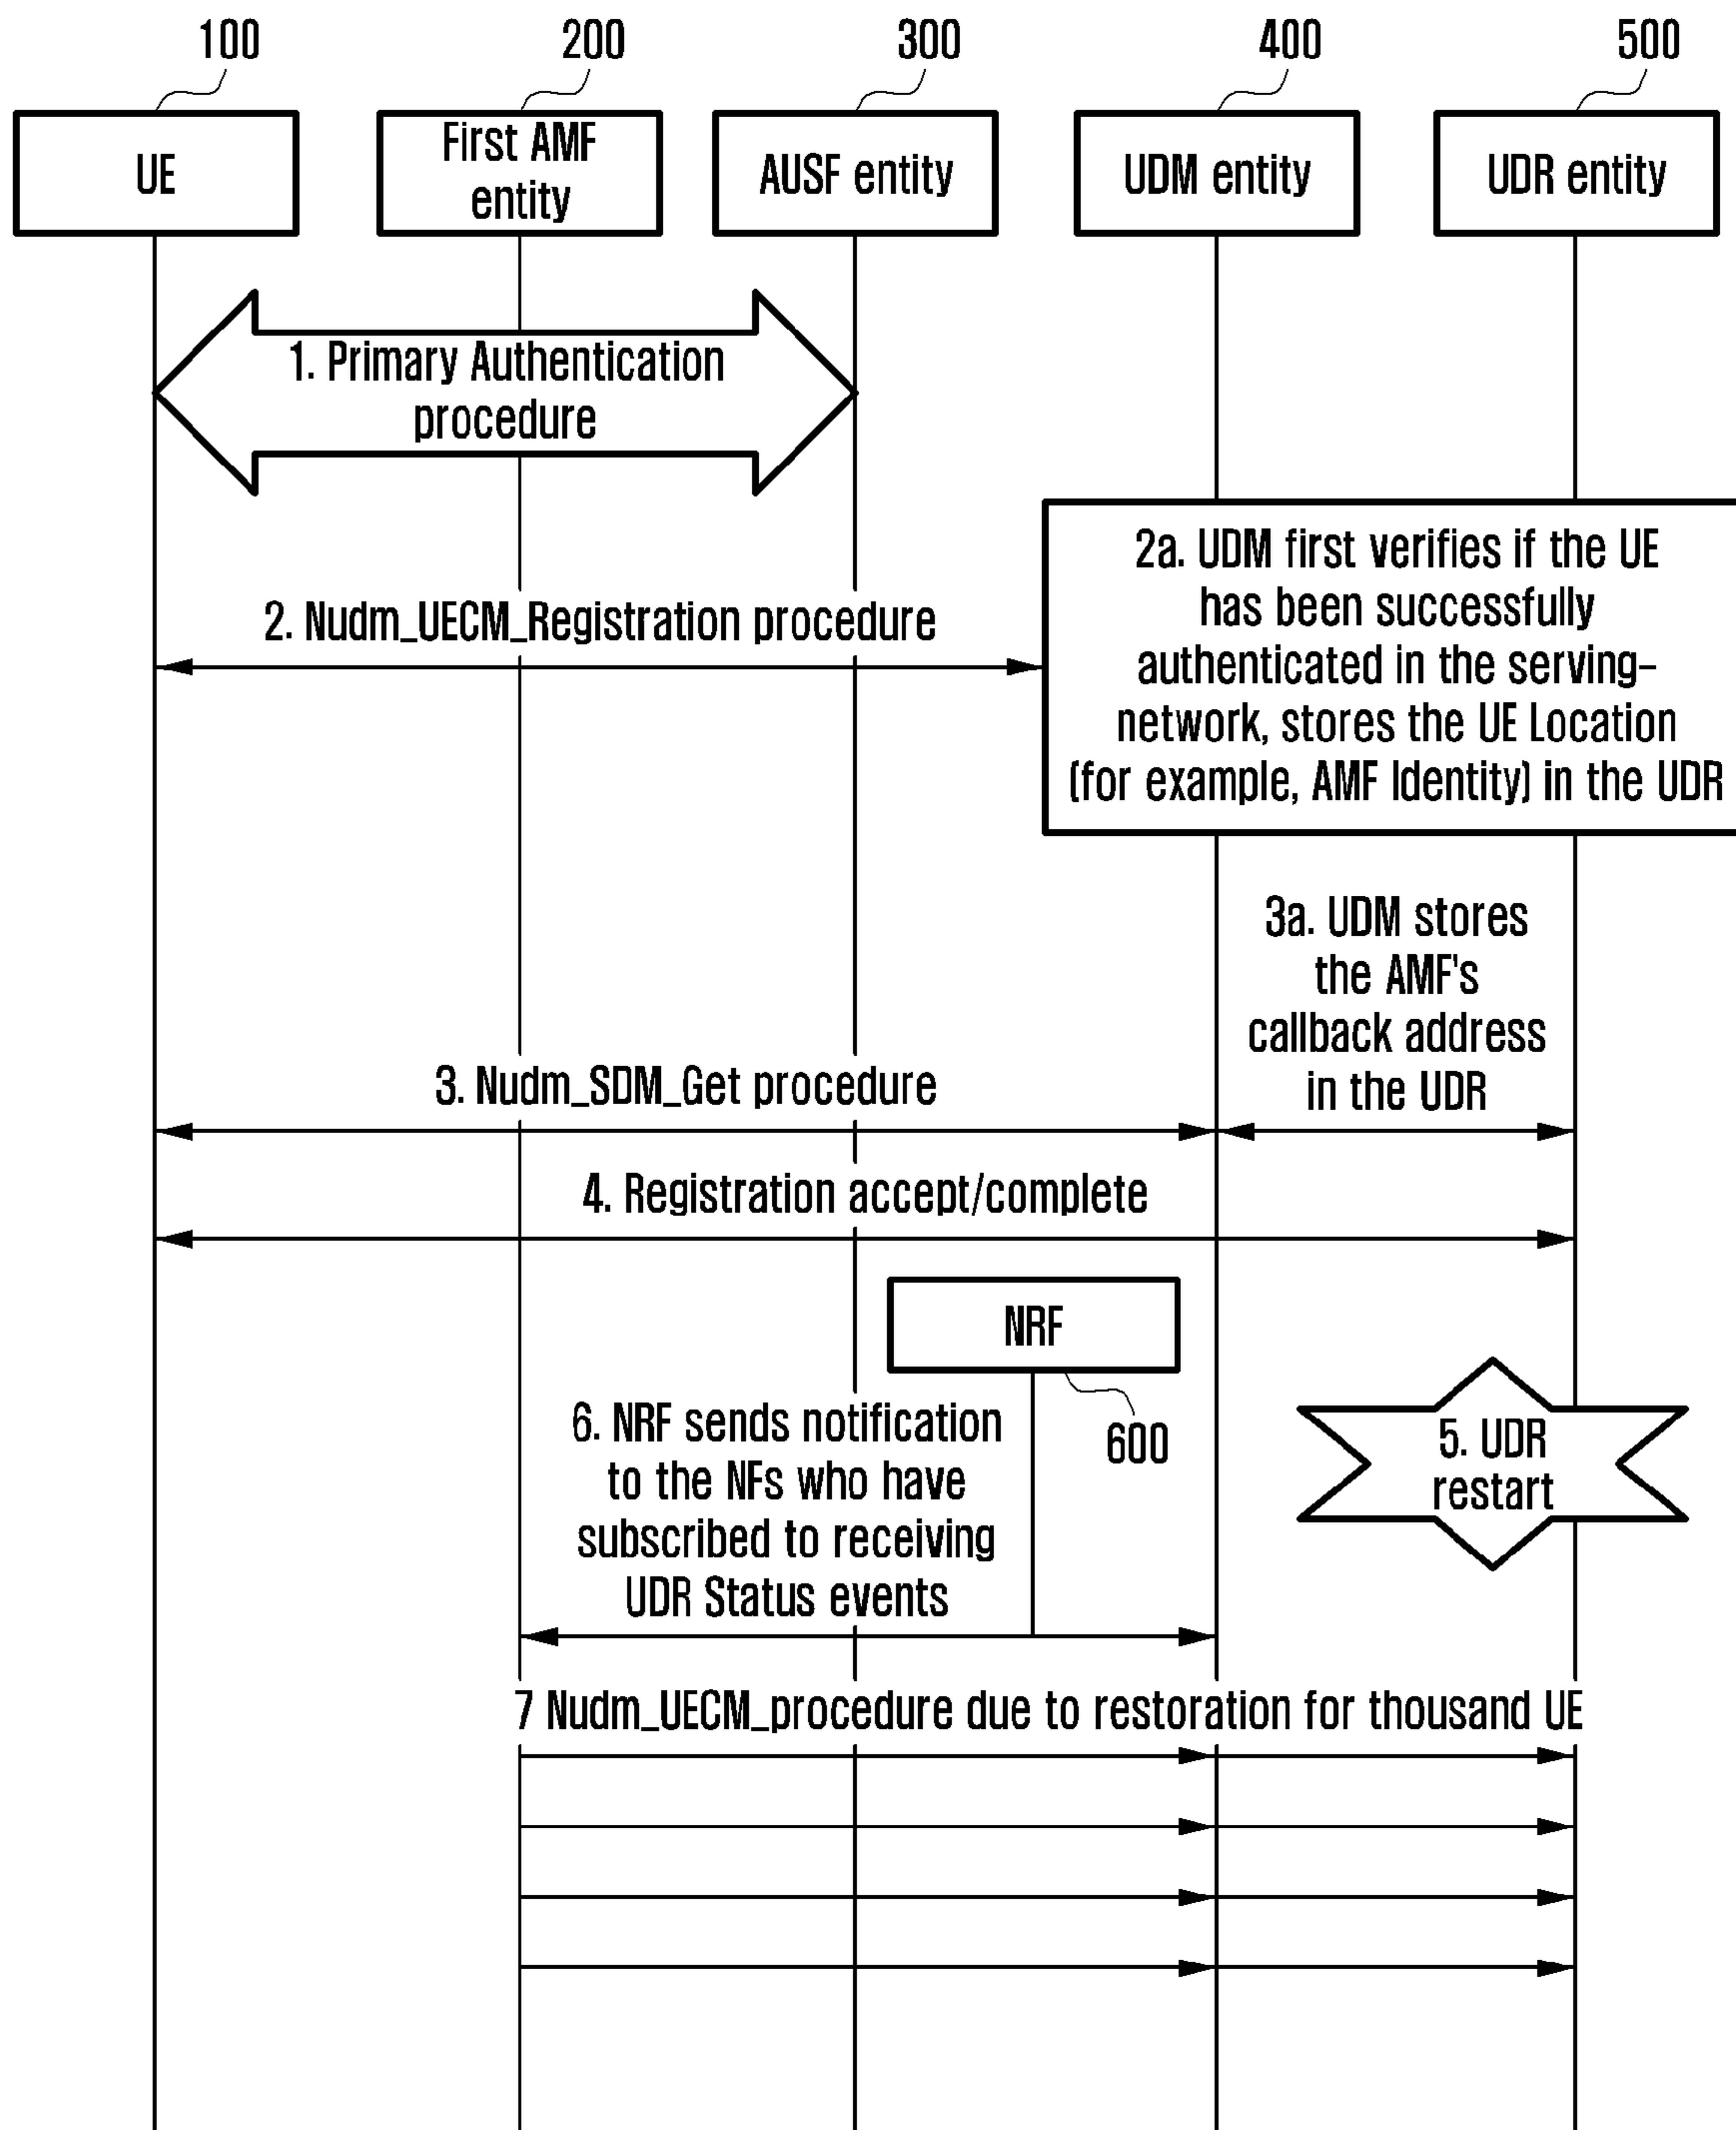 100
200
300
400
500
UE
First AMF
entity
AUSF entity
UDM entity
UDR entity
1. Primary Authentication
procedure
2a. UDM first verifies if the UE
has been successfully
authenticated in the serving-
network, stores the UE Location
(for example, AMF Identity) in the UDR
2. Nudm_UECM_Registration procedure
3a. UDM stores
the AMF's
callback address
in the UDR
3. Nudm_SDM_Get procedure
4. Registration accept/complete
NRF
600
5. UDR
restart
6. NRF sends notification
to the NFs who have
subscribed to receiving
UDR Status events
7 Nudm_UECM_procedure due to restoration for thousand UE